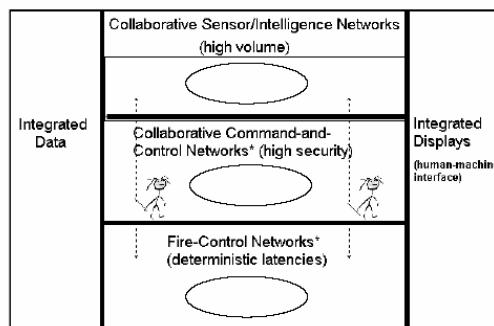 Collaborative Sensor/Intelligence Networks
(high volume)
Integrated
Data
Collaborative Command-and-
Control Networks* (high security)
Integrated
Displays
(human-machin
interface)
Fire-Control Networks*
(deterministic latencies)